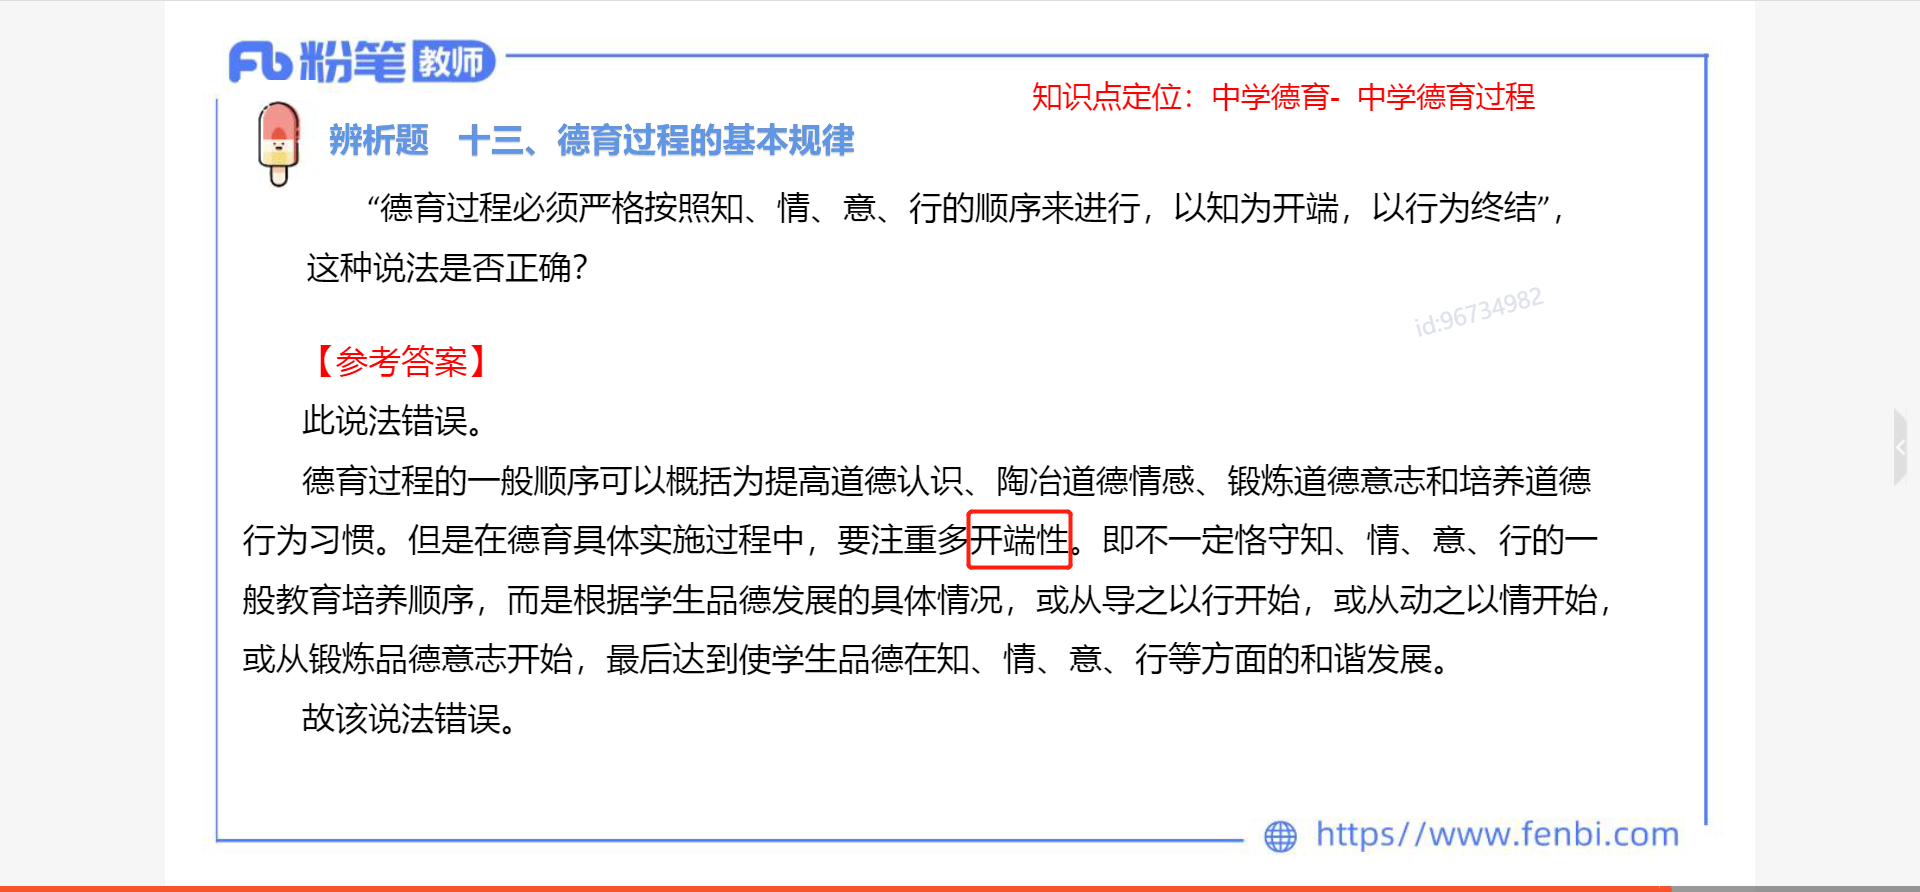 粉笔教师
知识点定位：中学德育- 中学德育过程
辨析题 十三、德育过程的基本规律
“德育过程必须严格按照知、情、意、行的顺序来进行，以知为开端，以行为终结”，
这种说法是否正确？
id:96734982
【参考答案】
此说法错误。
德育过程的一般顺序可以概括为提高道德认识、陶冶道德情感、锻炼道德意志和培养道德
行为习惯。但是在德育具体实施过程中，要注重多开端性。即不一定恪守知、情、意、行的一
般教育培养顺序，而是根据学生品德发展的具体情况，或从导之以行开始，或从动之以情开始，
或从锻炼品德意志开始，最后达到使学生品德在知、情、意、行等方面的和谐发展。
故该说法错误。
https//www.fenbi.com